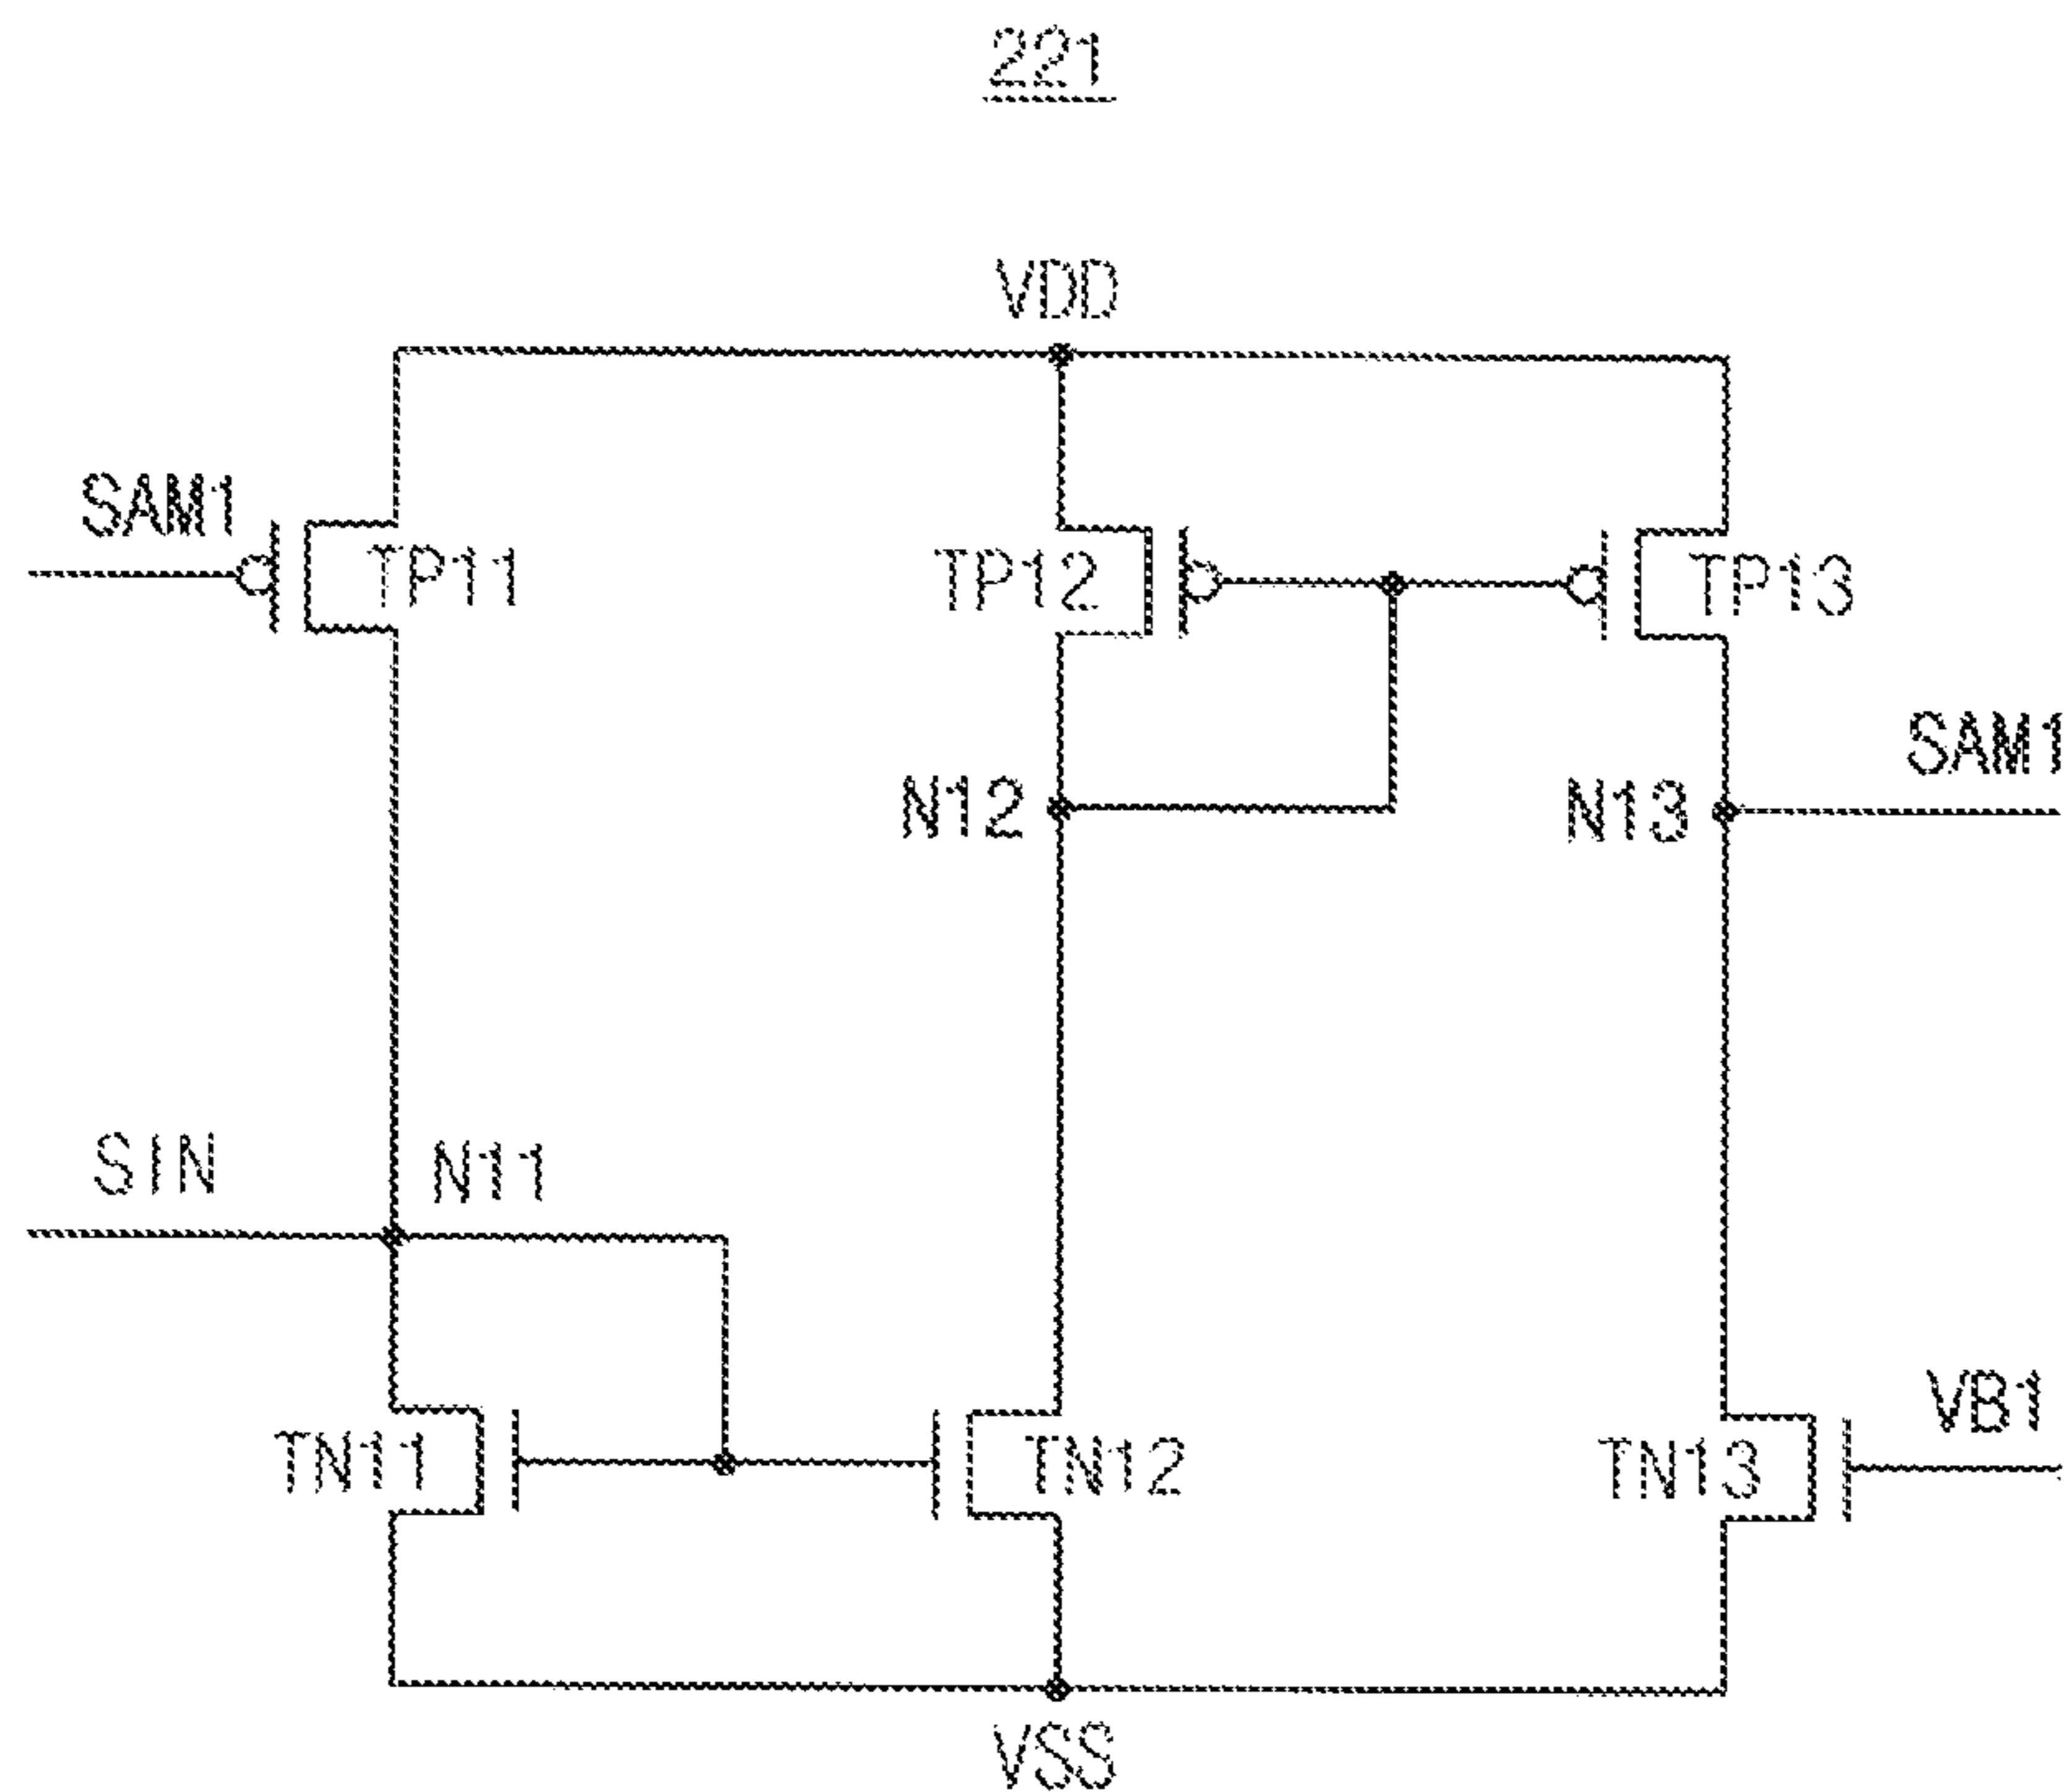 221
VDD
SAM1
TP11
TP12
TP13
SAM1
N12
N13
SIN
N11
VB1
TN11
TN12
TN13
VSS